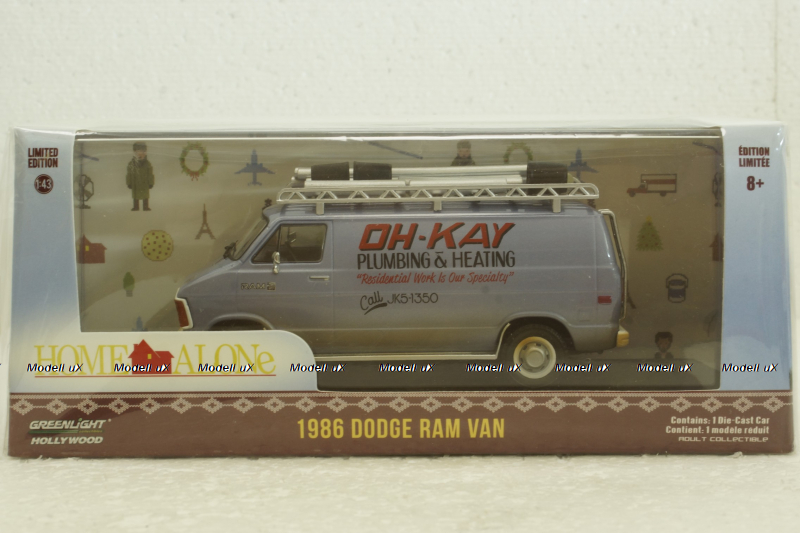 LIMITED
EDITION
1:43
ÉDITION
LIMITÉE
8+
OH-KAY
PLUMBING & HEATING
"Residential Work Is Our Specialty"
Call JK5-1350
HOME ALONe
Modell uX Modell uX Modell uX Modell uX Modell uX Modell uX Modell uX Modell uX Modell uX
GREENLiGHT
HOLLYWOOD
1986 DODGE RAM VAN
Contains: 1 Die-Cast Car
Contient: 1 modèle réduit
ADULT COLLECTIBLE